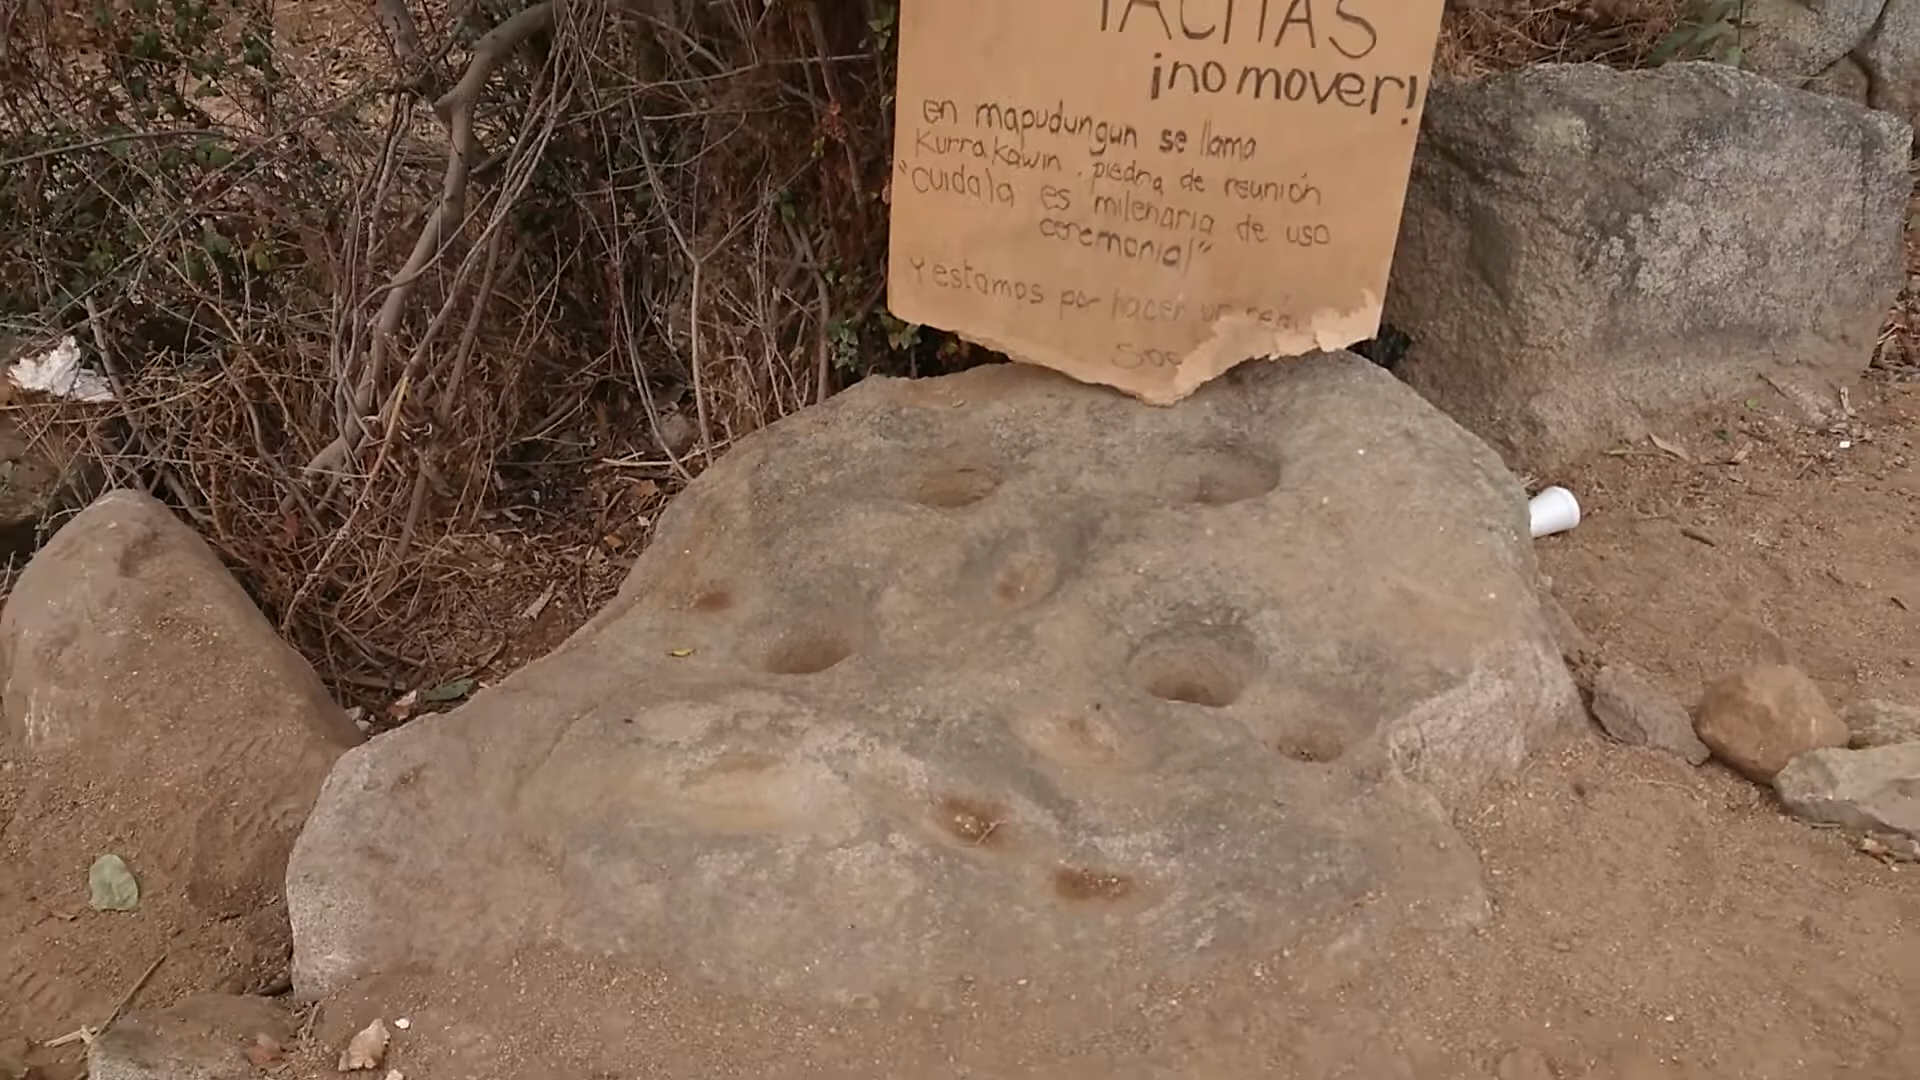 TACITAS
¡no mover!
en mapudungun se llama
Kurra Kawin. piedra de reunión
"cuidala es milenaria de uso
ceremonial"
Y estamos por hacer un